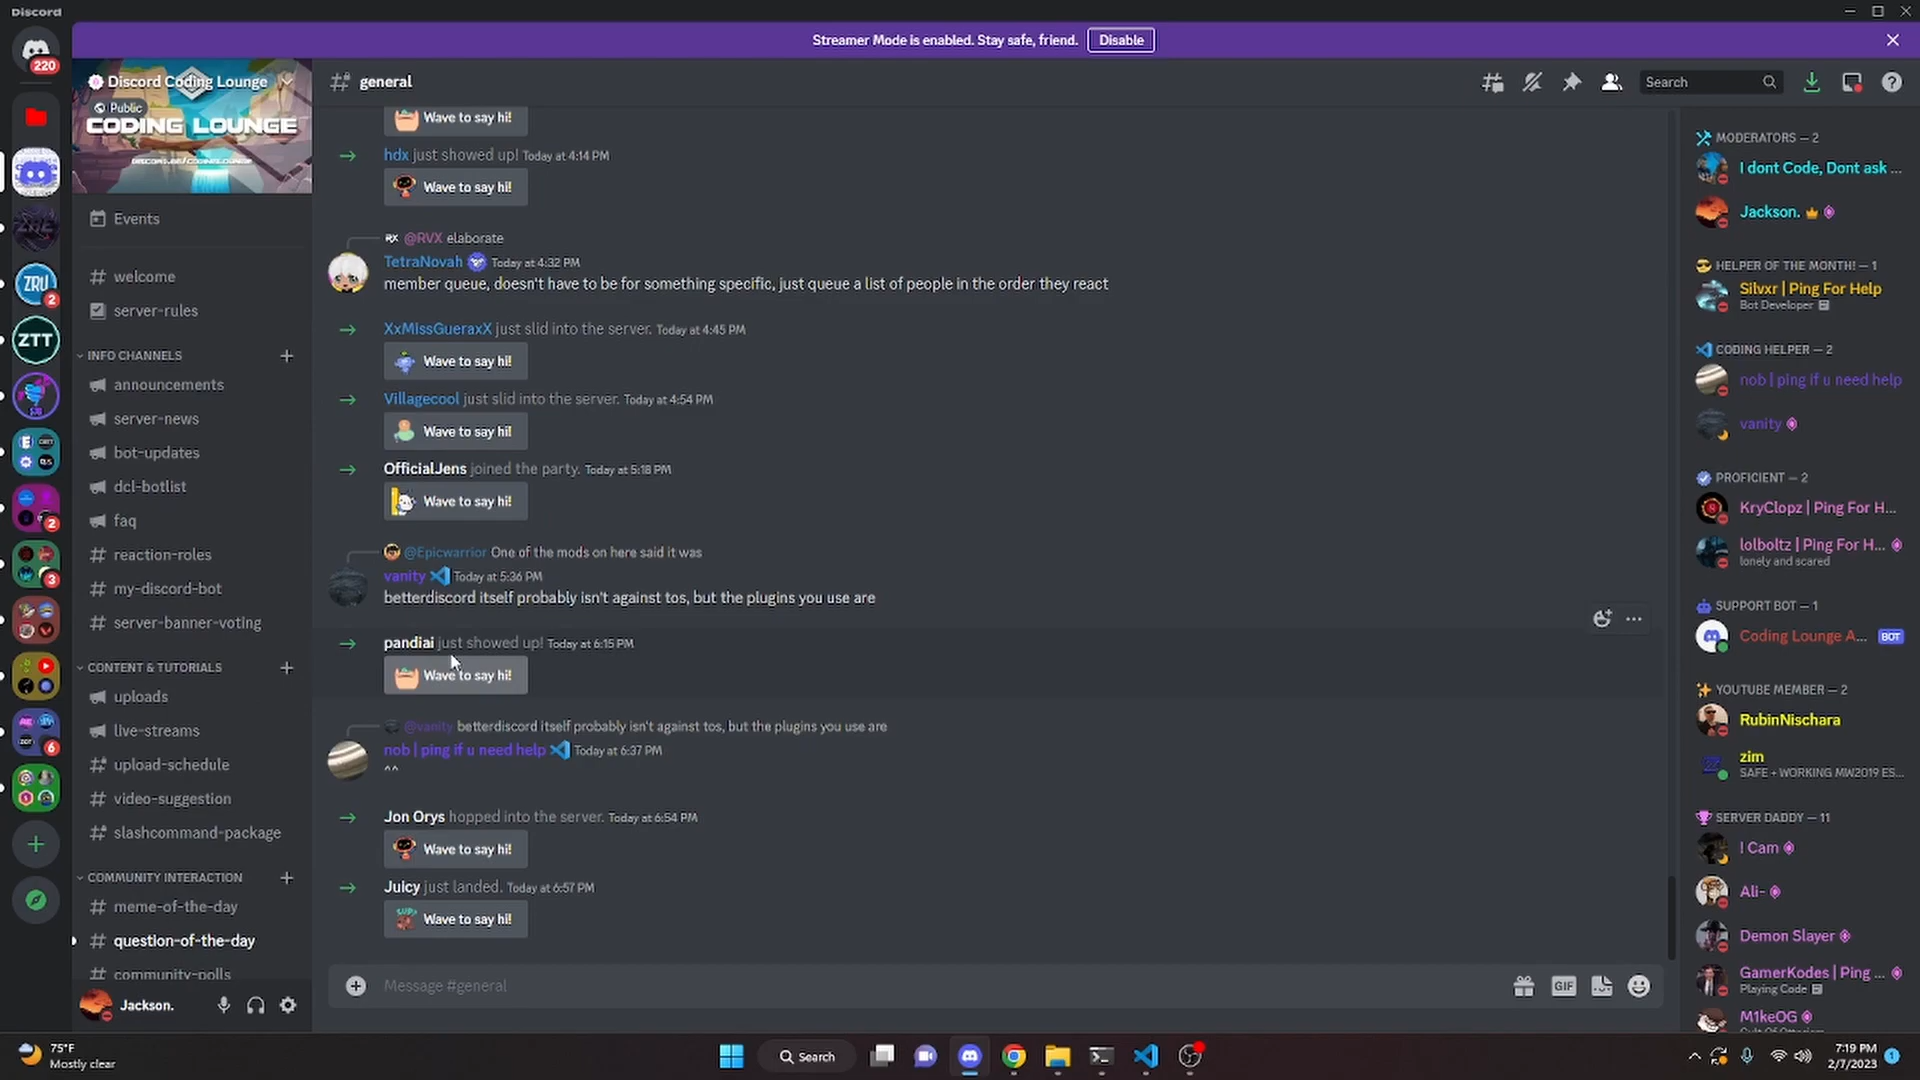 Discord
Streamer Mode is enabled. Stay safe, friend.
Disable
220
Discord Coding Lounge
Public
CODING LOUNGE
general
Search
Events
welcome
server-rules
INFO CHANNELS
announcements
server-news
bot-updates
dcl-botlist
faq
reaction-roles
my-discord-bot
server-banner-voting
CONTENT & TUTORIALS
uploads
live-streams
upload-schedule
video-suggestion
slashcommand-package
COMMUNITY INTERACTION
meme-of-the-day
question-of-the-day
community-polls
Jackson.
ZRU
2
ZTT
2
3
6
Wave to say hi!
hdx just showed up! Today at 4:14 PM
Wave to say hi!
RX @RVX elaborate
TetraNovah Today at 4:32 PM
member queue, doesn't have to be for something specific, just queue a list of people in the order they react
XxMissGueraxX just slid into the server. Today at 4:45 PM
Wave to say hi!
Villagecool just slid into the server. Today at 4:54 PM
Wave to say hi!
OfficialJens joined the party. Today at 5:18 PM
Wave to say hi!
@Epicwarrior One of the mods on here said it was
vanity Today at 5:36 PM
betterdiscord itself probably isn't against tos, but the plugins you use are
pandiai just showed up! Today at 6:15 PM
Wave to say hi!
@vanity betterdiscord itself probably isn't against tos, but the plugins you use are
nob | ping if u need help Today at 6:37 PM
^^
Jon Orys hopped into the server. Today at 6:54 PM
Wave to say hi!
Juicy just landed. Today at 6:57 PM
Wave to say hi!
Message #general
GIF
MODERATORS — 2
I dont Code, Dont ask ...
Jackson.
HELPER OF THE MONTH! — 1
Silvxr | Ping For Help
Bot Developer
CODING HELPER — 2
nob | ping if u need help
vanity
PROFICIENT — 2
KryClopz | Ping For H...
lolboltz | Ping For H...
lonely and scared
SUPPORT BOT — 1
Coding Lounge A... BOT
YOUTUBE MEMBER — 2
RubinNischara
zim
SAFE + WORKING MW2019 ES...
SERVER DADDY — 11
! Cam
Ali-
Demon Slayer
GamerKodes | Ping ...
Playing Code
M1keOG
75°F
Mostly clear
Search
7:19 PM
2/7/2023
1